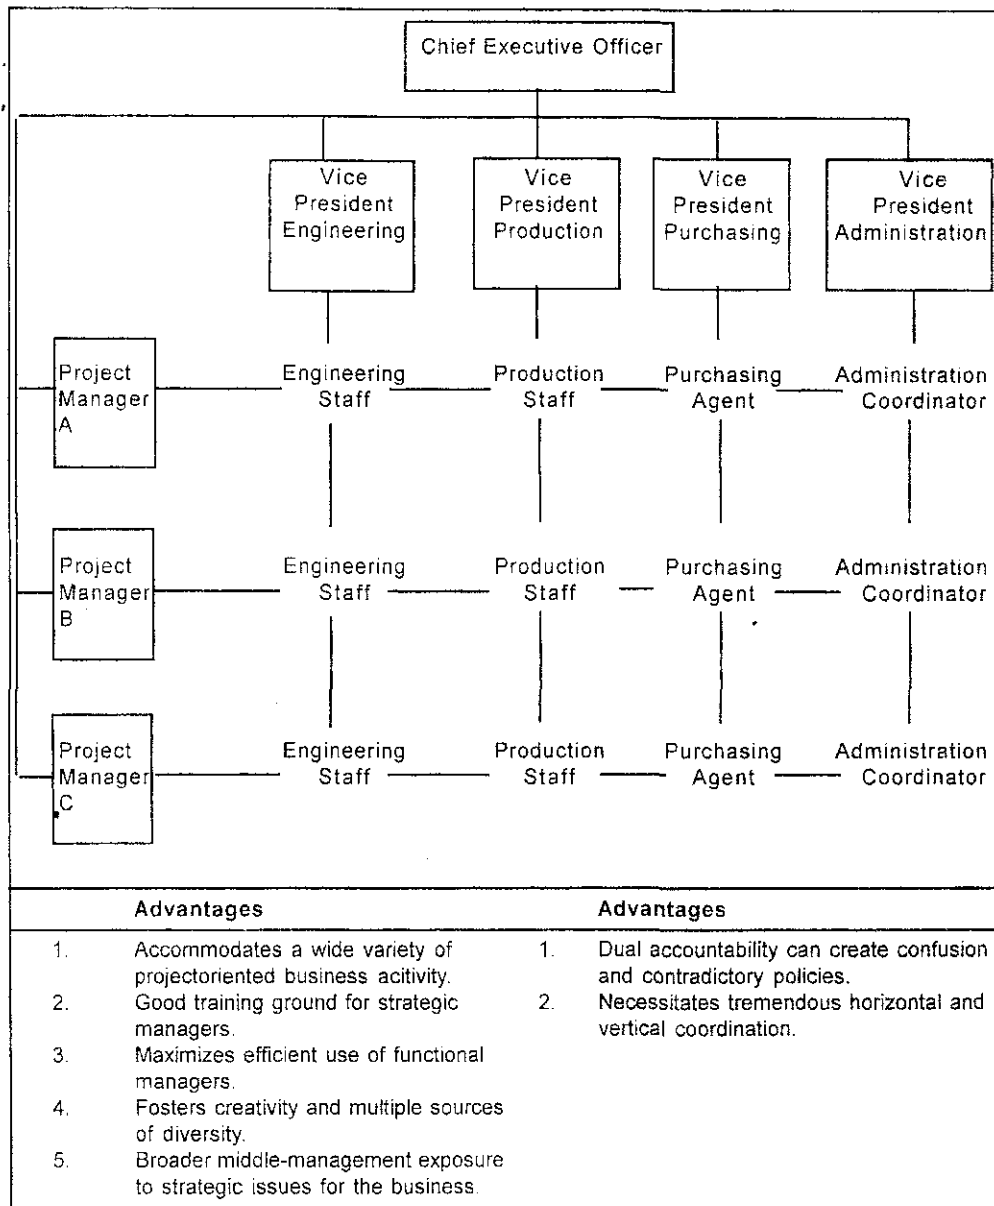 Chief Executive Officer
Vice
President
Engineering
Vice
President
Production
Vice
President
Purchasing
Vice
President
Administration
Project
Manager
A
Engineering
Staff
Production
Staff
Purchasing
Agent
Administration
Coordinator
Project
Manager
B
Engineering
Staff
Production
Staff
Purchasing
Agent
Administration
Coordinator
Project
Manager
C
Engineering
Staff
Production
Staff
Purchasing
Agent
Administration
Coordinator
Advantages
1. Accommodates a wide variety of
projectoriented business acitivity.
2. Good training ground for strategic
managers.
3. Maximizes efficient use of functional
managers.
4. Fosters creativity and multiple sources
of diversity.
5. Broader middle-management exposure
to strategic issues for the business.
Advantages
1. Dual accountability can create confusion
and contradictory policies.
2. Necessitates tremendous horizontal and
vertical coordination.